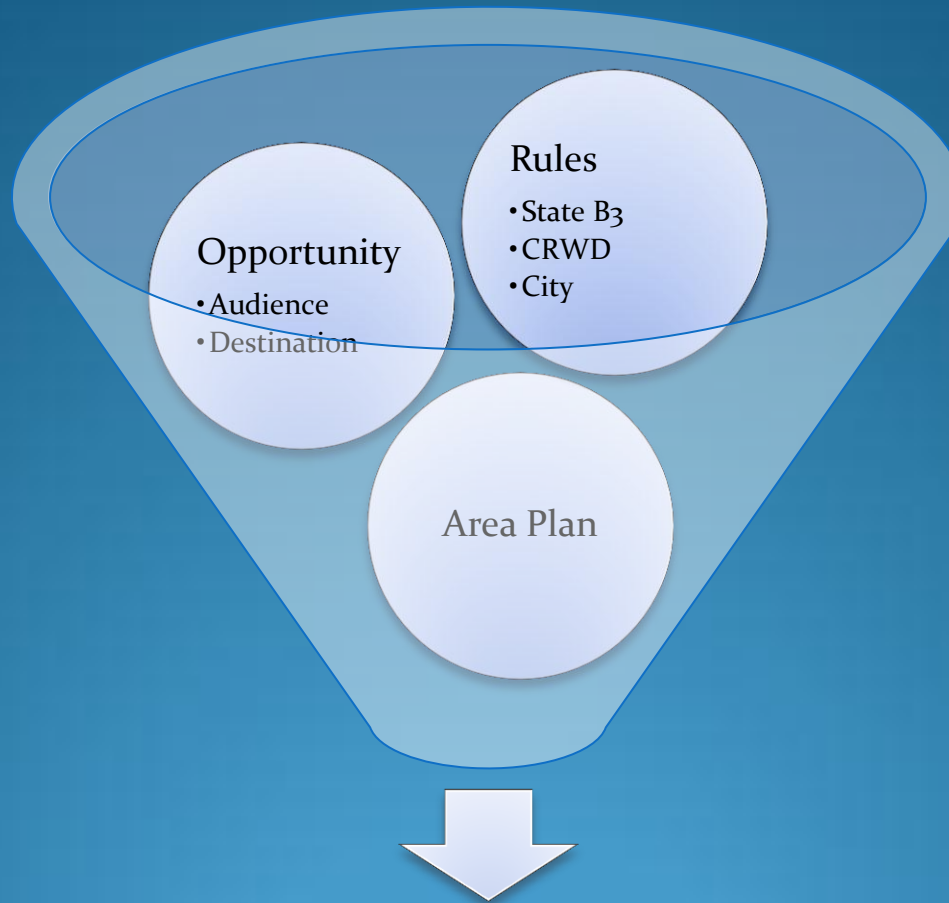 Opportunity
•Audience
•Destination
Rules
•State B3
•CRWD
•City
Area Plan